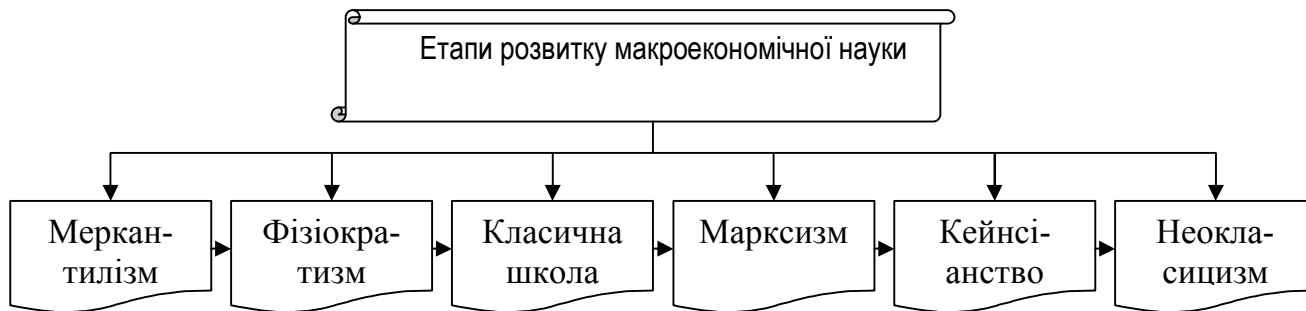 Етапи розвитку макроекономічної науки
Меркан-
тилізм
Фізіокра-
тизм
Класична
школа
Марксизм
Кейнсі-
анство
Неокла-
сицизм